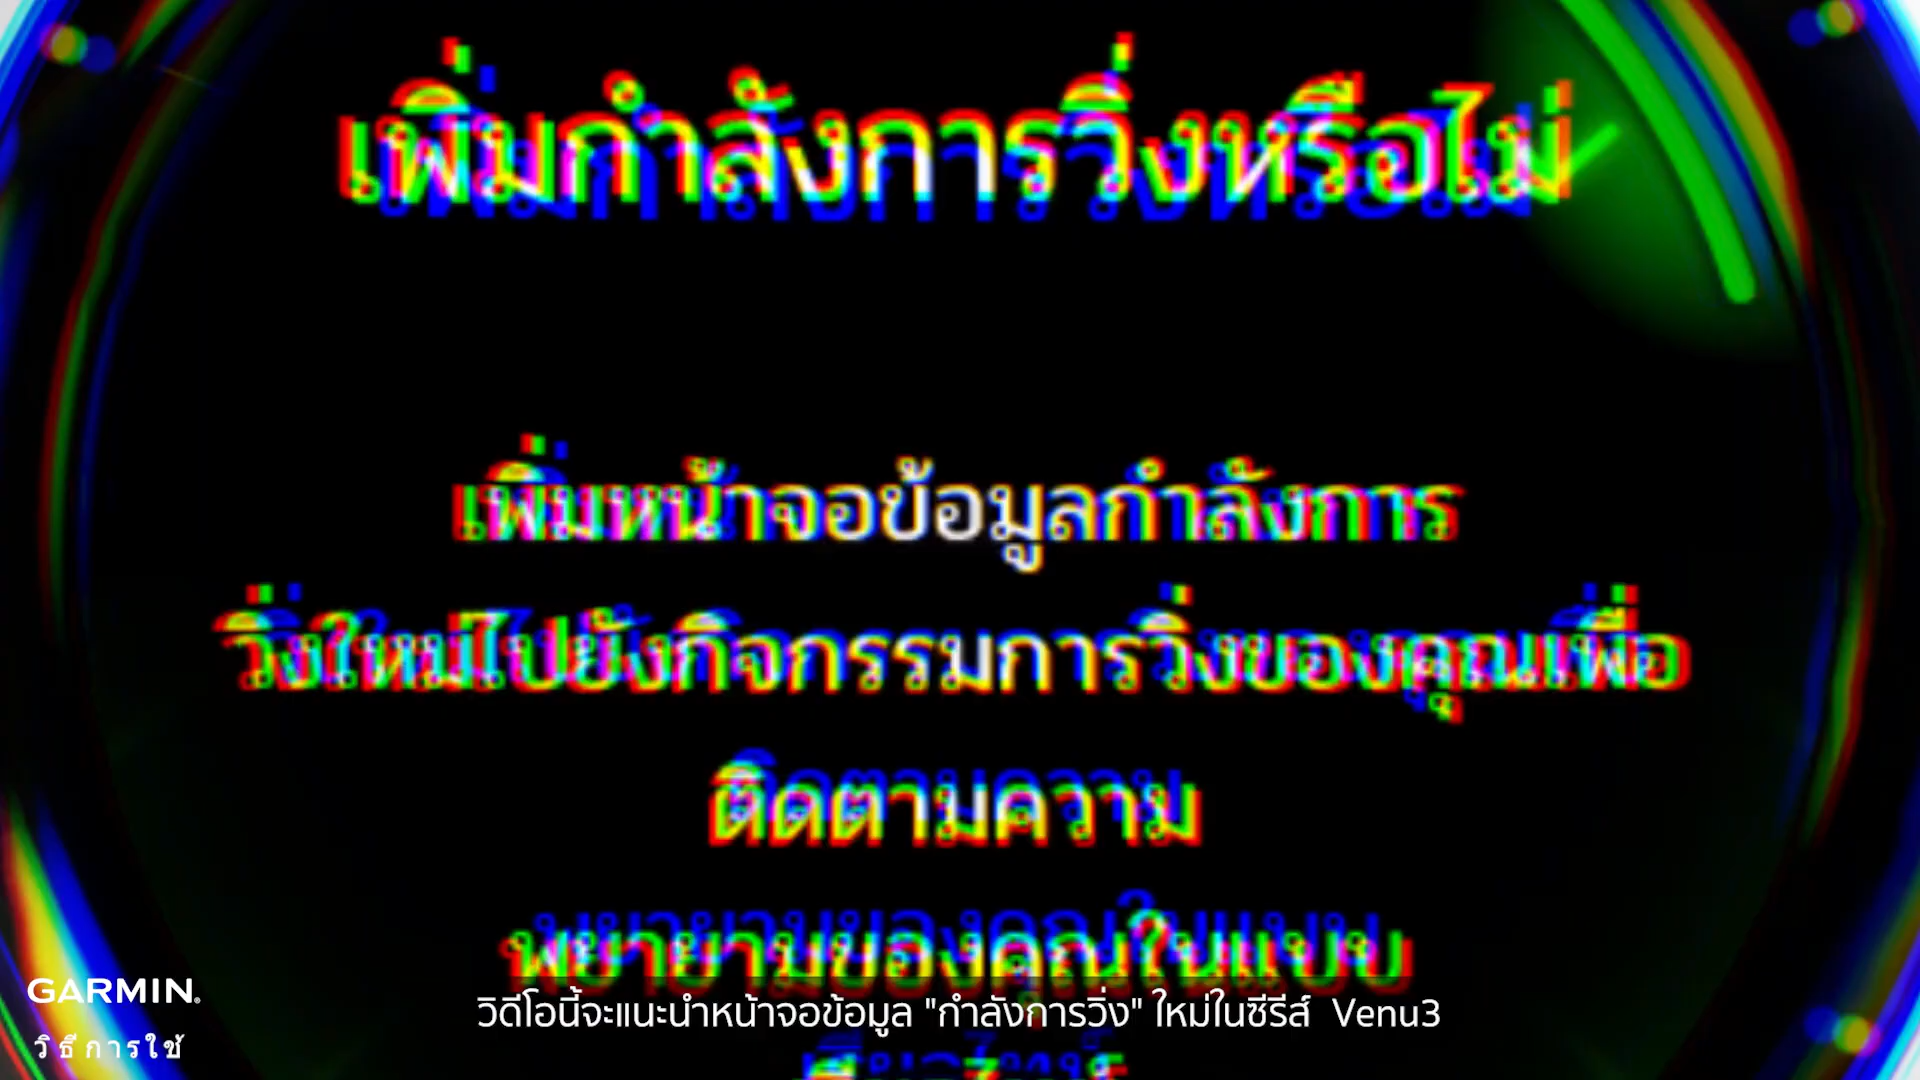 เพิ่มกำลังการวิ่งหรือไม่
เพิ่มหน้าจอข้อมูลกำลังการ
วิ่งใหม่ไปยังกิจกรรมการวิ่งของคุณเพื่อ
ติดตามความ
พยายามของคุณในแบบ
GARMIN.
วิธีการใช้
วิดีโอนี้จะแนะนำหน้าจอข้อมูล "กำลังการวิ่ง" ใหม่ในซีรีส์ Venu3